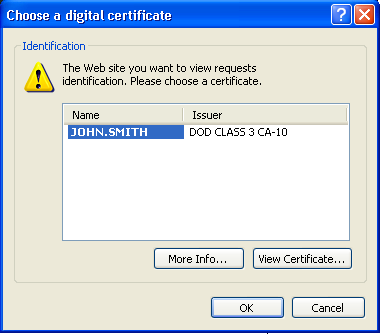 Choose a digital certificate
Identification
The Web site you want to view requests
identification. Please choose a certificate.
Name Issuer
JOHN.SMITH DOD CLASS 3 CA-10
More Info... View Certificate...
OK Cancel